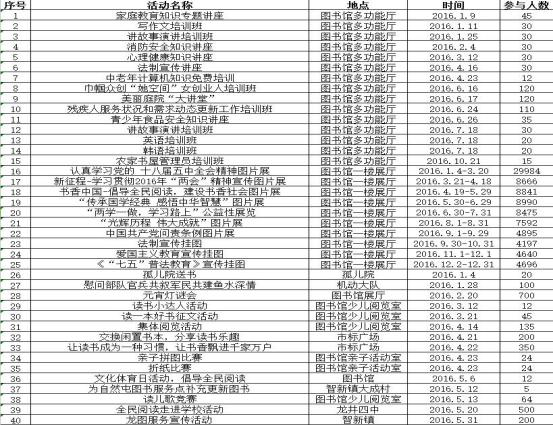 序号 活动名称 地点 时间 参与人数
1 家庭教育知识专题讲座 图书馆多功能厅 2016.1.9 45
2 写作文培训班 图书馆多功能厅 2016.1.11 30
3 讲故事演讲培训班 图书馆多功能厅 2016.1.25 30
4 消防安全知识讲座 图书馆多功能厅 2016.2.4 30
5 心理健康知识讲座 图书馆多功能厅 2016.3.12 30
6 法制宣传讲座 图书馆多功能厅 2016.4.16 30
7 中老年计算机知识免费培训 图书馆多功能厅 2016.4.23 12
8 巾帼众创“她空间”女创业人培训班 图书馆多功能厅 2016.6.16 120
9 美丽庭院“大讲堂” 图书馆多功能厅 2016.6.17 120
10 残疾人服务状况和需求动态更新工作培训班 图书馆多功能厅 2016.6.24 110
11 青少年食品安全知识讲座 图书馆多功能厅 2016.6.26 35
12 讲故事演讲培训班 图书馆多功能厅 2016.7.18 30
13 英语培训班 图书馆多功能厅 2016.7.18 30
14 韩语培训班 图书馆多功能厅 2016.7.18 30
15 农家书屋管理员培训班 图书馆多功能厅 2016.10.21 15
16 认真学习党的 十八届五中全会精神图片展 图书馆一楼展厅 2016.1.4-3.20 29984
17 新征程-学习贯彻2016年“两会”精神宣传图片展 图书馆一楼展厅 2016.3.21-4.18 8666
18 书香中国-倡导全民阅读,建设书香社会图片展 图书馆一楼展厅 2016.4.19-5.29 8841
19 “传承国学经典 感悟中华智慧”图片展 图书馆一楼展厅 2016.5.30-6.29 8990
20 “两学一做,学习路上”公益性展览 图书馆一楼展厅 2016.6.30-7.31 8475
21 “光辉历程 伟大成就”图片展 图书馆一楼展厅 2016.8.1-8.31 7592
22 中国共产党问责条例图片展 图书馆一楼展厅 2016.9.1-9.29 4895
23 法制宣传挂图 图书馆一楼展厅 2016.9.30-10.31 4197
24 爱国主义教育宣传挂图 图书馆一楼展厅 2016.11.1-12.1 4640
25 《“七五”普法教育》宣传挂图 图书馆一楼展厅 2016.12.2-12.31 4696
26 孤儿院送书 孤儿院 2016.1.4 20
27 慰问部队官兵共叙军民共建鱼水深情 机动大队 2016.1.28 100
28 元宵灯谜会 图书馆展厅 2016.2.20 700
29 读书小达人活动 图书馆少儿阅览室 2016.3.12 12
30 读一本好书征文活动 图书馆少儿阅览室 2016.3.21 45
31 集体阅览活动 图书馆少儿阅览室 2016.4.14 135
32 交换闲置书本,分享读书乐趣 市标广场 2016.4.21 200
33 让读书成为一种习惯,让书香飘进千家万户 市标广场 2016.4.22 350
34 亲子拼图比赛 图书馆亲子活动室 2016.4.23 24
35 折纸比赛 图书馆亲子活动室 2016.4.23 24
36 文化体育日活动,倡导全民阅读 图书馆 2016.5.6 12
37 为自然屯图书服务点补充更新图书 智新镇大成村 2016.5.12 5
38 读儿歌竞赛 图书馆少儿阅览室 2016.5.13 64
39 全民阅读走进学校活动 龙井四中 2016.5.20 500
40 龙图服务宣传活动 智新镇 2016.5.31 200